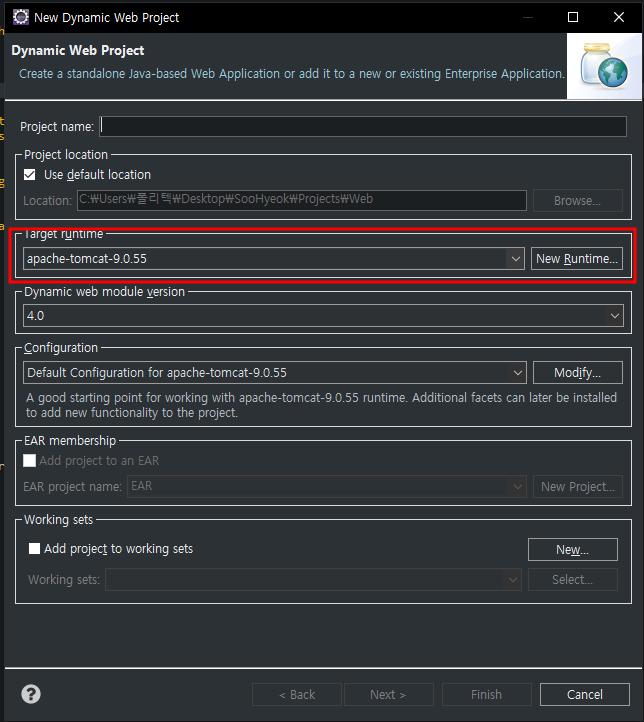 New Dynamic Web Project
Dynamic Web Project
Create a standalone Java-based Web Application or add it to a new or existing Enterprise Application.
Project name:
Project location
Use default location
Location: C:₩Users₩폴리텍₩Desktop₩SooHyeok₩Projects₩Web Browse...
Target runtime
apache-tomcat-9.0.55 New Runtime...
Dynamic web module version
4.0
Configuration
Default Configuration for apache-tomcat-9.0.55 Modify...
A good starting point for working with apache-tomcat-9.0.55 runtime. Additional facets can later be installed
to add new functionality to the project.
EAR membership
Add project to an EAR
EAR project name: EAR New Project...
Working sets
Add project to working sets New...
Working sets: Select...
? < Back Next > Finish Cancel